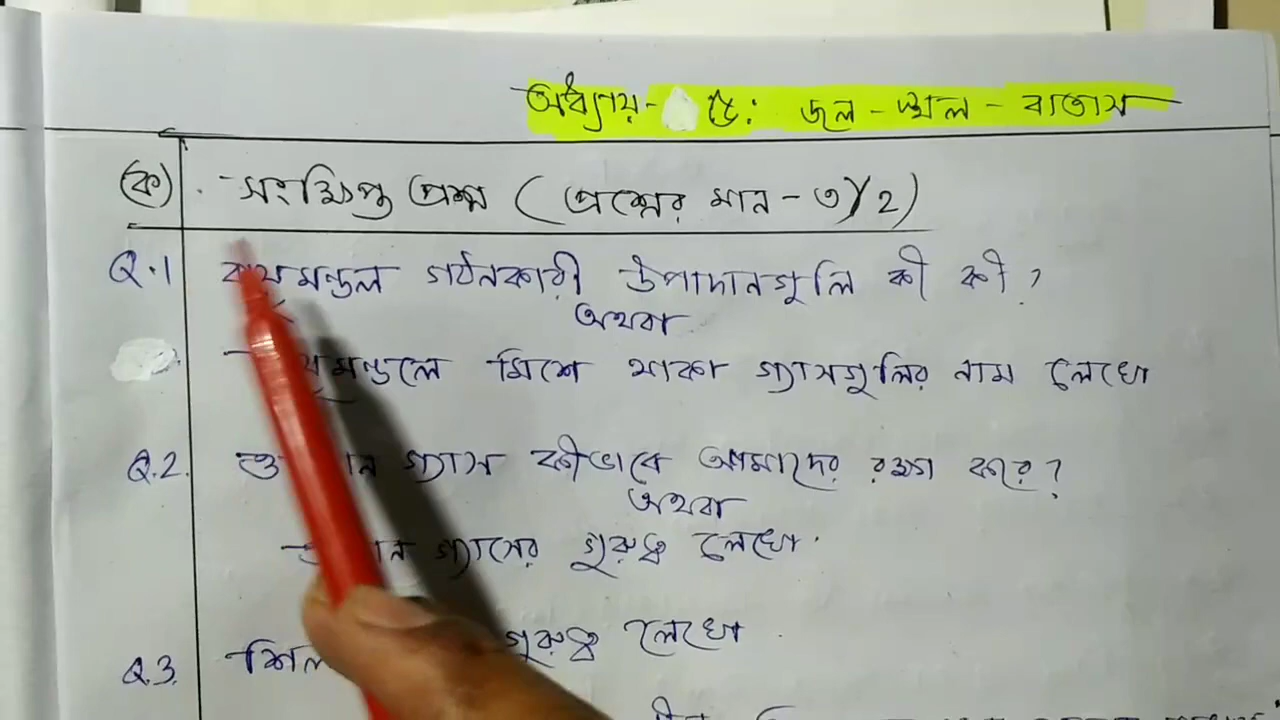 অধ্যায়- ৫: জল - স্থল - বাতাস
(ক) . সংক্ষিপ্ত প্রশ্ন (প্রশ্নের মান - ৩/2)
Q.1 বায়ুমন্ডল গঠনকারী উপাদানগুলি কী কী?
অথবা
মন্ডলে মিশে থাকা গ্যাসগুলির নাম লেখো
Q.2. গ্যাস কীভাবে আমাদের রক্ষা করে?
অথবা
গ্যাসের গুরুত্ব লেখো.
Q.3. গুরুত্ব লেখো.